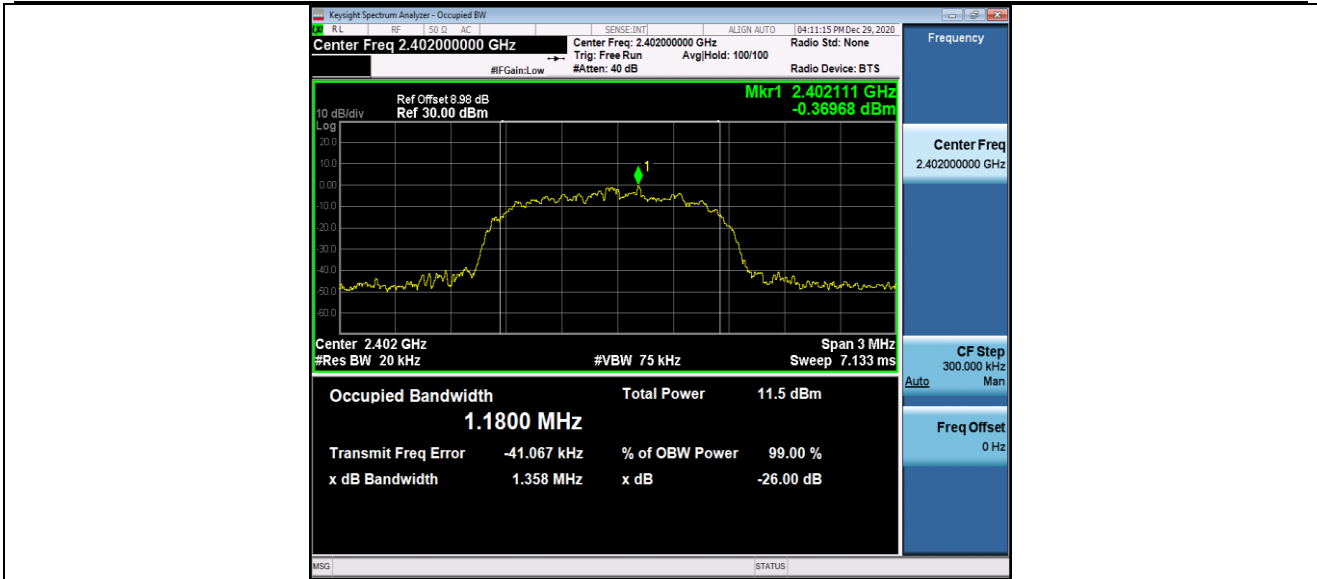 Keysight Spectrum Analyzer - Occupied BW
RL RF 50 Ω AC SENSE:INT ALIGN AUTO 04:11:15 PM Dec 29, 2020
Center Freq 2.402000000 GHz
Center Freq: 2.402000000 GHz Radio Std: None
Trig: Free Run Avg|Hold: 100/100
#IFGain:Low #Atten: 40 dB Radio Device: BTS
Frequency
Mkr1 2.402111 GHz
-0.36968 dBm
Ref Offset 8.98 dB
10 dB/div Ref 30.00 dBm
Log
20.0
10.0
0.00
-10.0
-20.0
-30.0
-40.0
-50.0
-60.0
1
Center 2.402 GHz Span 3 MHz
#Res BW 20 kHz #VBW 75 kHz Sweep 7.133 ms
Center Freq
2.402000000 GHz
CF Step
300.000 kHz
Auto Man
Freq Offset
0 Hz
Occupied Bandwidth Total Power 11.5 dBm
1.1800 MHz
Transmit Freq Error -41.067 kHz % of OBW Power 99.00 %
x dB Bandwidth 1.358 MHz x dB -26.00 dB
MSG STATUS